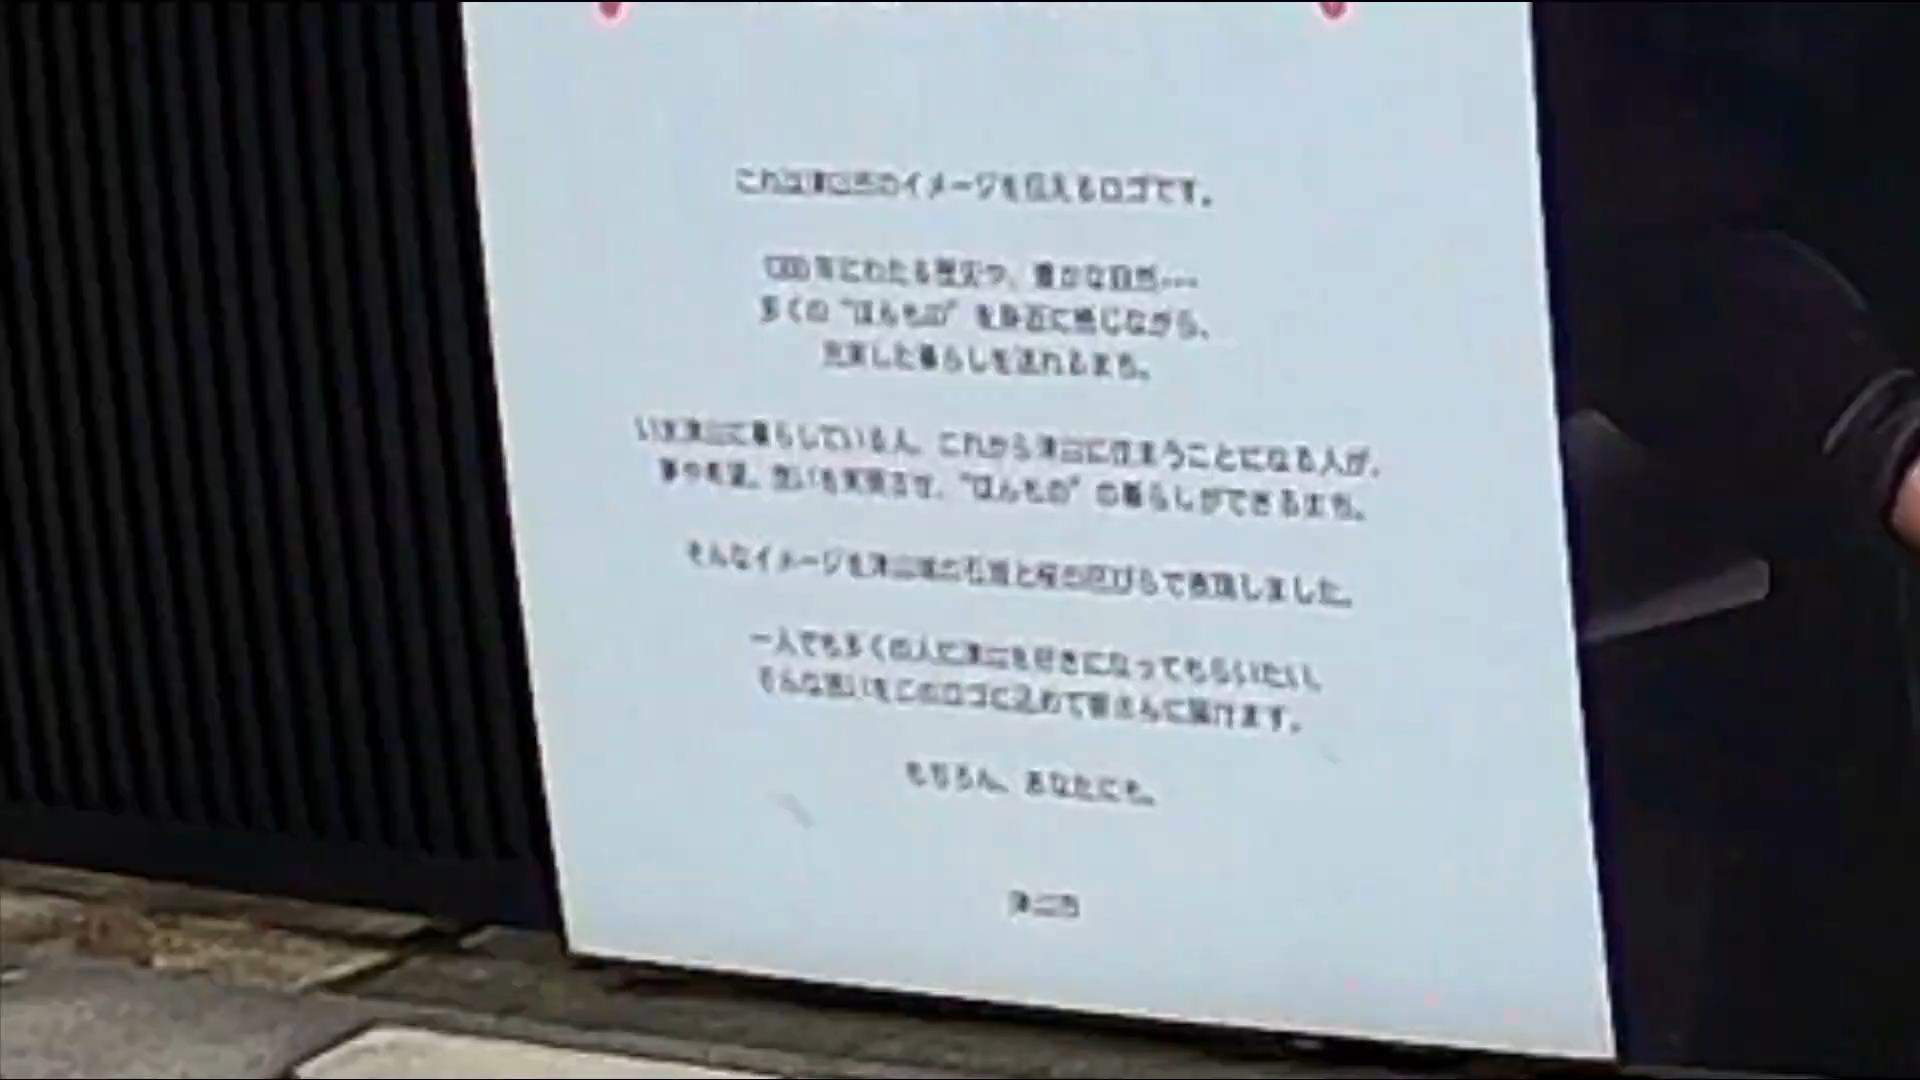 これは津山市のイメージを伝えるロゴです。
1300年にわたる歴史や、豊かな自然…
多くの“ほんもの”を身近に感じながら、
充実した暮らしを送れるまち。
いま津山に暮らしている人、これから津山に住まうことになる人が、
夢や希望、想いを実現させ、“ほんもの”の暮らしができるまち。
そんなイメージを津山城の石垣と桜の花びらで表現しました。
一人でも多くの人に津山を好きになってもらいたい。
そんな思いをこのロゴに込めて皆さんに届けます。
もちろん、あなたにも。
津山市